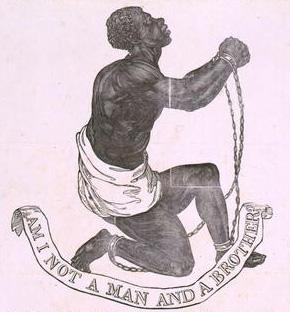 AM I NOT A MAN AND A BROTHER?